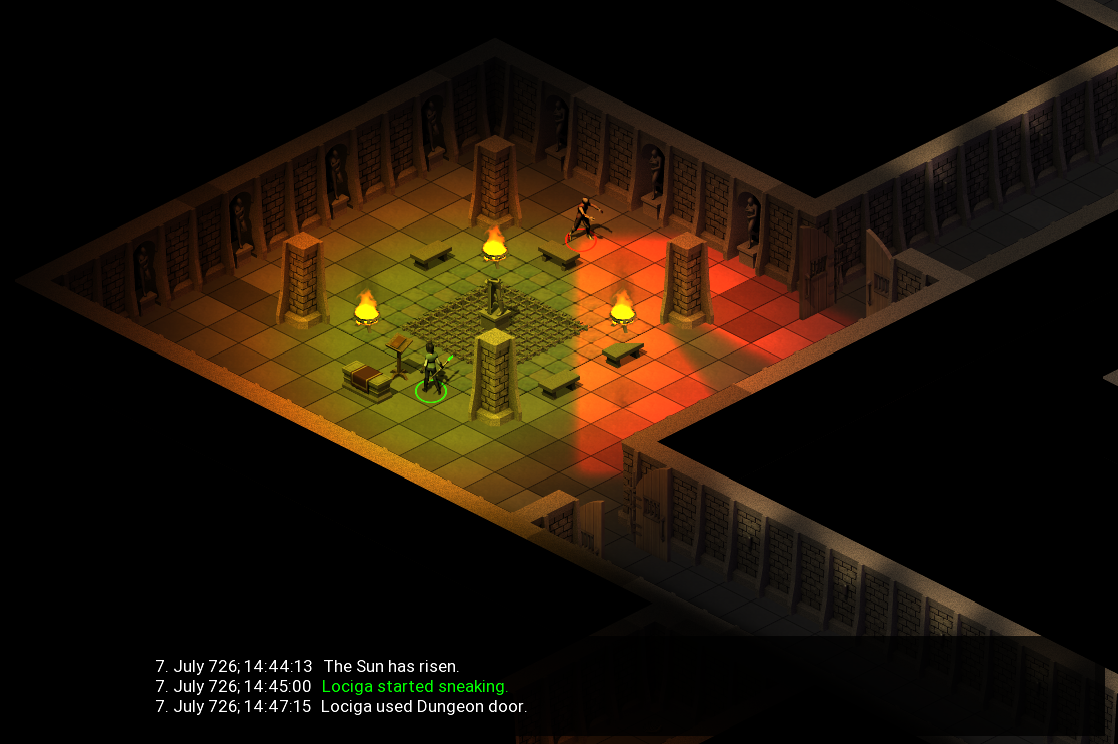 7. July 726; 14:44:13 The Sun has risen.
7. July 726; 14:45:00 Lociga started sneaking.
7. July 726; 14:47:15 Lociga used Dungeon door.